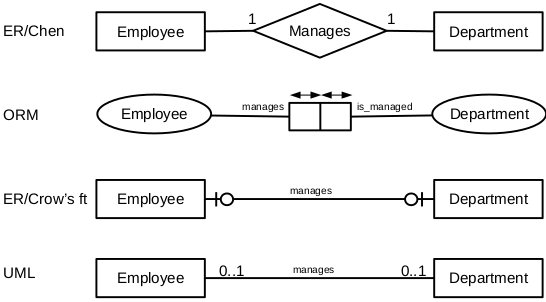 ER/Chen Employee 1 Manages 1 Department
ORM Employee manages is_managed Department
ER/Crow's ft Employee manages Department
UML Employee 0..1 manages 0..1 Department